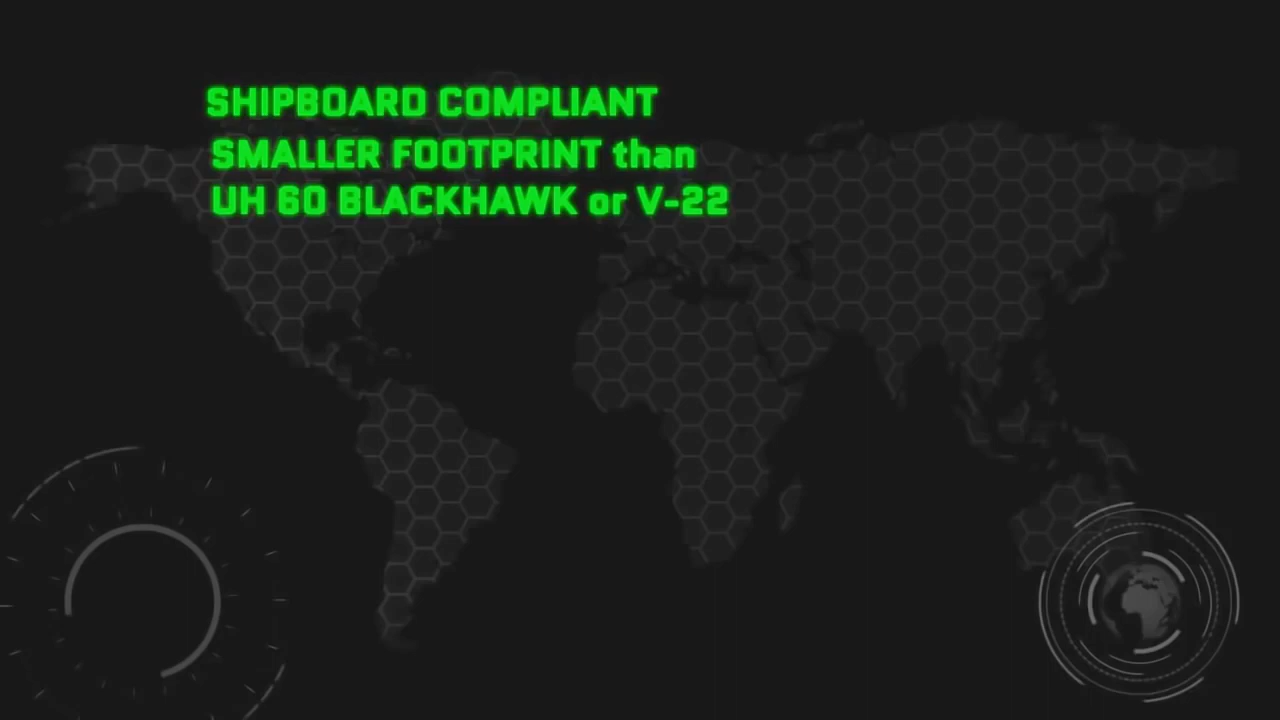 SHIPBOARD COMPLIANT
SMALLER FOOTPRINT than
UH 60 BLACKHAWK or V-22